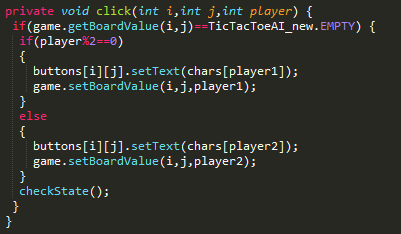 private void click(int i,int j,int player) {
if(game.getBoardValue(i,j)==TicTacToeAI_new.EMPTY) {
if(player%2==0)
{
buttons[i][j].setText(chars[player1]);
game.setBoardValue(i,j,player1);
}
else
{
buttons[i][j].setText(chars[player2]);
game.setBoardValue(i,j,player2);
}
checkState();
}
}